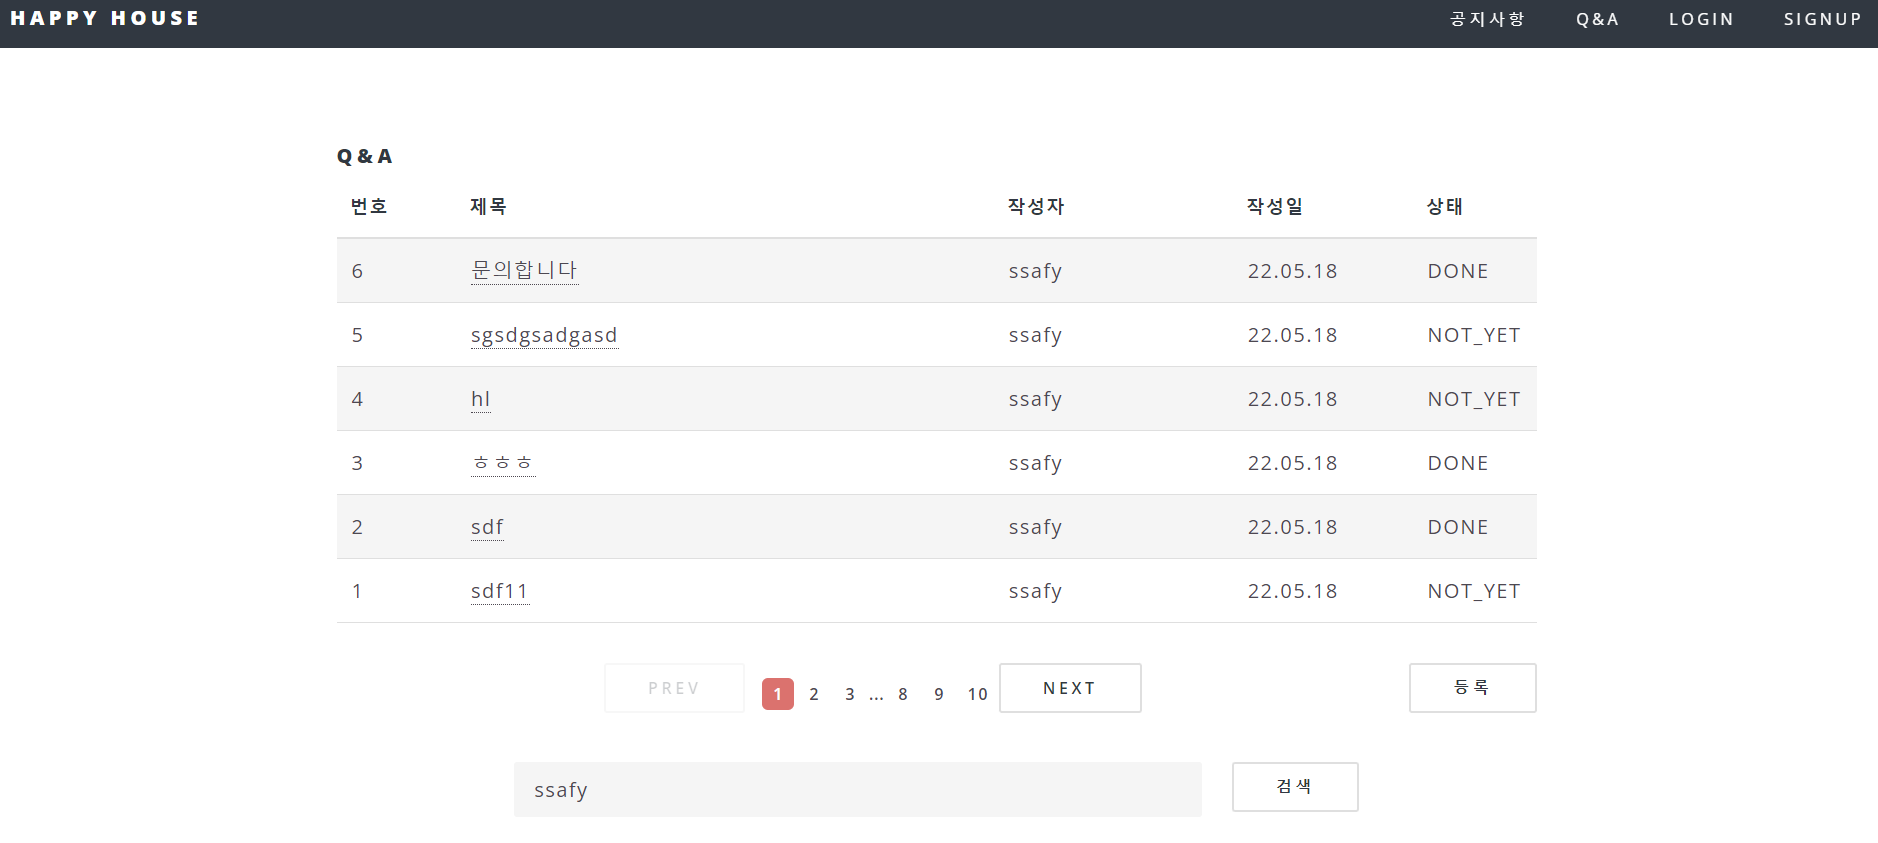 HAPPY HOUSE 공지사항 Q&A LOGIN SIGNUP
Q&A
번호 제목 작성자 작성일 상태
6 문의합니다 ssafy 22.05.18 DONE
5 sgsdgsadgasd ssafy 22.05.18 NOT_YET
4 hl ssafy 22.05.18 NOT_YET
3 ㅎㅎㅎ ssafy 22.05.18 DONE
2 sdf ssafy 22.05.18 DONE
1 sdf11 ssafy 22.05.18 NOT_YET
PREV 1 2 3 ... 8 9 10 NEXT 등록
ssafy 검색